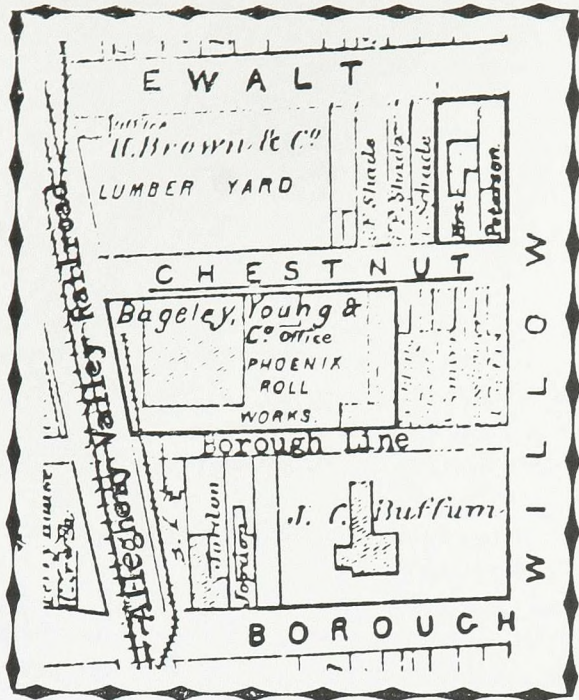 EWALT
Office
H. Brown & Cº
LUMBER YARD
Shade
Shade
Shade
Mrs.
Peterson.
CHESTNUT
WILLOW
Allegheny Valley Railroad
Bageley, Young &
Cº office
PHOENIX
ROLL
WORKS.
Borough Line
J. C. Buffum
BOROUGH